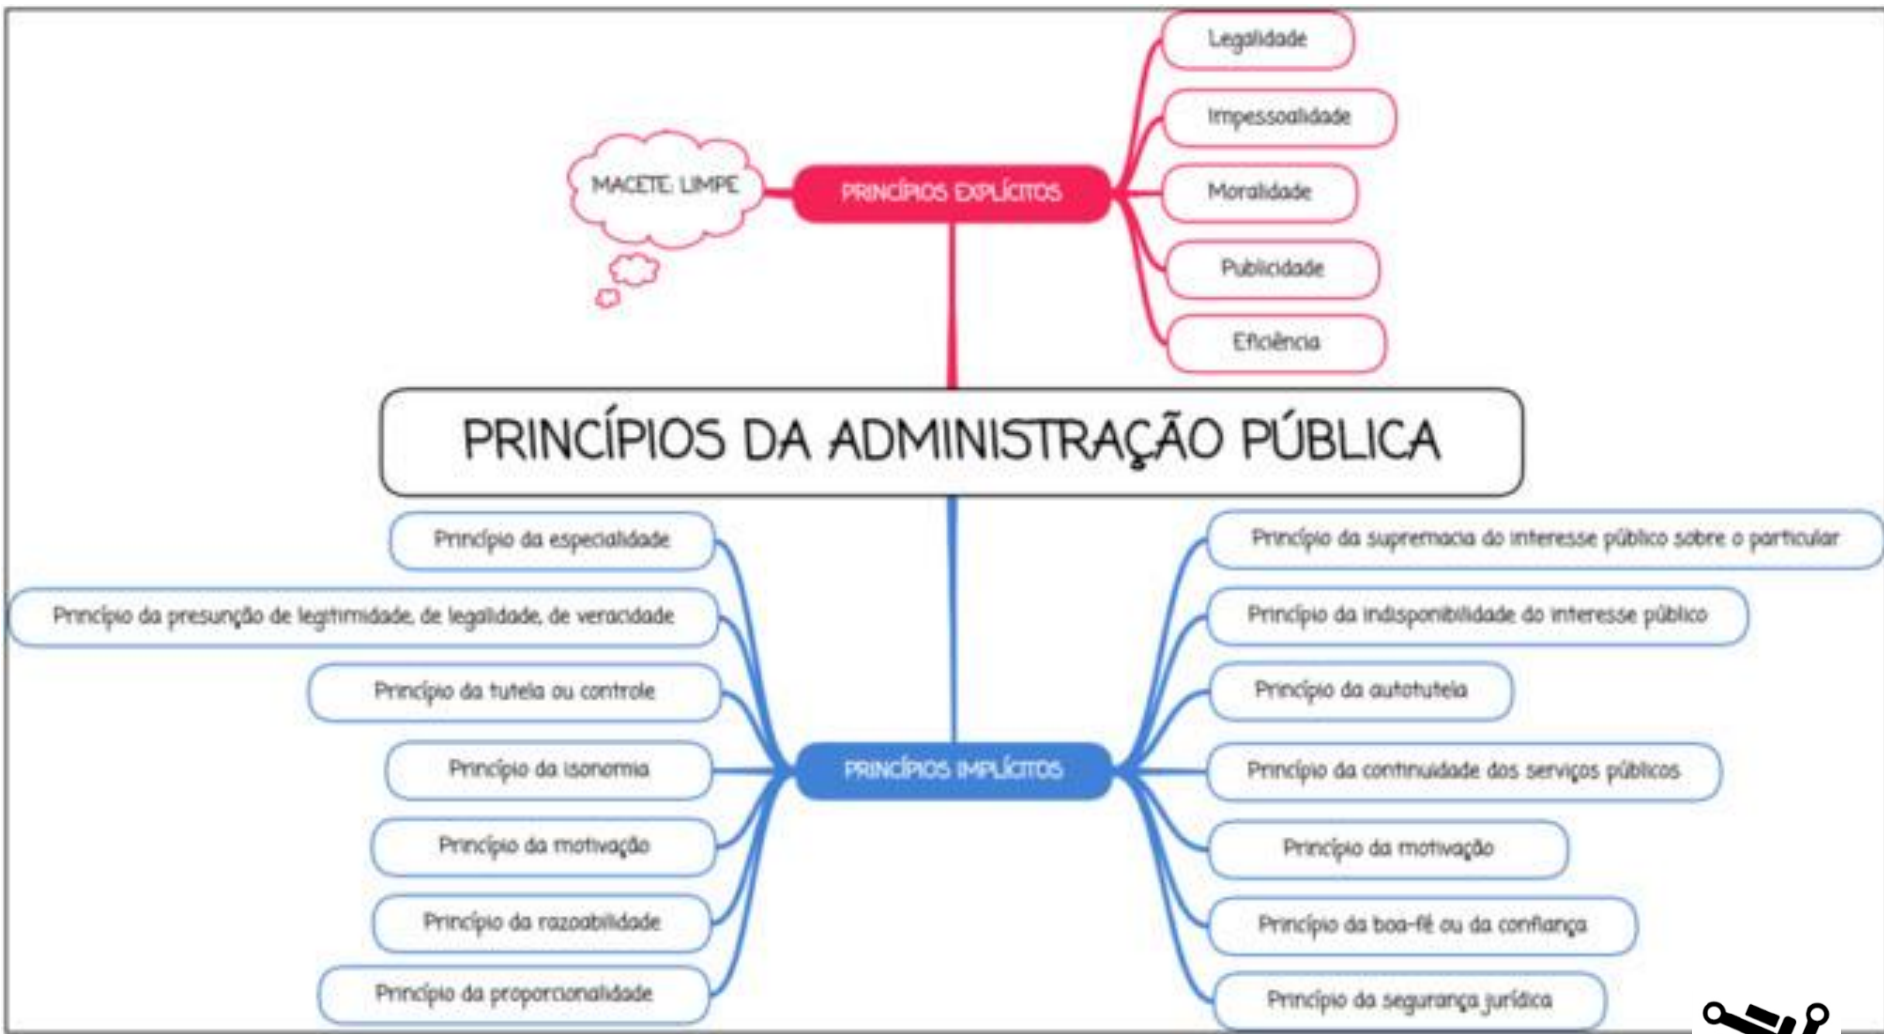 Legalidade
Impessoalidade
MACETE: LIMPE
PRINCÍPIOS EXPLÍCITOS
Moralidade
Publicidade
Eficiência
PRINCÍPIOS DA ADMINISTRAÇÃO PÚBLICA
Princípio da especialidade
Princípio da presunção de legitimidade, de legalidade, de veracidade
Princípio da tutela ou controle
Princípio da isonomia
Princípio da motivação
Princípio da razoabilidade
Princípio da proporcionalidade
PRINCÍPIOS IMPLÍCITOS
Princípio da supremacia do interesse público sobre o particular
Princípio da indisponibilidade do interesse público
Princípio da autotutela
Princípio da continuidade dos serviços públicos
Princípio da motivação
Princípio da boa-fé ou da confiança
Princípio da segurança jurídica